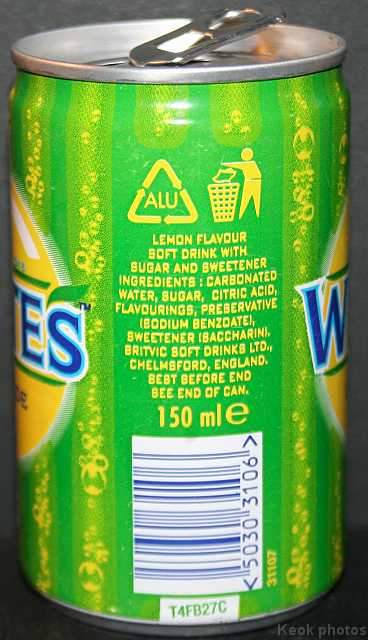 ALU
LEMON FLAVOUR
SOFT DRINK WITH
SUGAR AND SWEETENER
INGREDIENTS : CARBONATED
WATER, SUGAR, CITRIC ACID,
FLAVOURINGS, PRESERVATIVE
(SODIUM BENZOATE),
SWEETENER (SACCHARIN).
BRITVIC SOFT DRINKS LTD.,
CHELMSFORD, ENGLAND.
BEST BEFORE END
SEE END OF CAN.
150 ml e
TES™
W
<5030 3106>
31107
T4FB27C
Keok photos